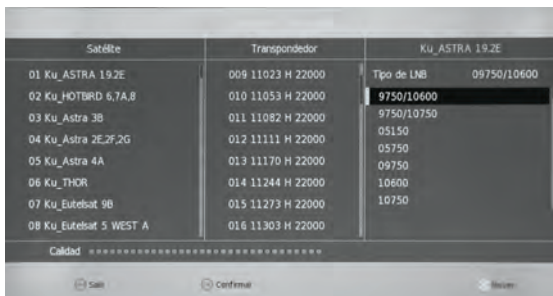 Satélite Transpondedor Ku_ASTRA 19.2E
01 Ku_ASTRA 19.2E 009 11023 H 22000 Tipo de LNB 09750/10600
02 Ku_HOTBIRD 6,7A,8 010 11053 H 22000 9750/10600
03 Ku_Astra 3B 011 11082 H 22000 9750/10750
04 Ku_Astra 2E,2F,2G 012 11111 H 22000 05150
05 Ku_Astra 4A 013 11170 H 22000 05750
06 Ku_THOR 014 11244 H 22000 09750
07 Ku_Eutelsat 9B 015 11273 H 22000 10600
08 Ku_Eutelsat 5 WEST A 016 11303 H 22000 10750
Calidad
Salir Confirmar